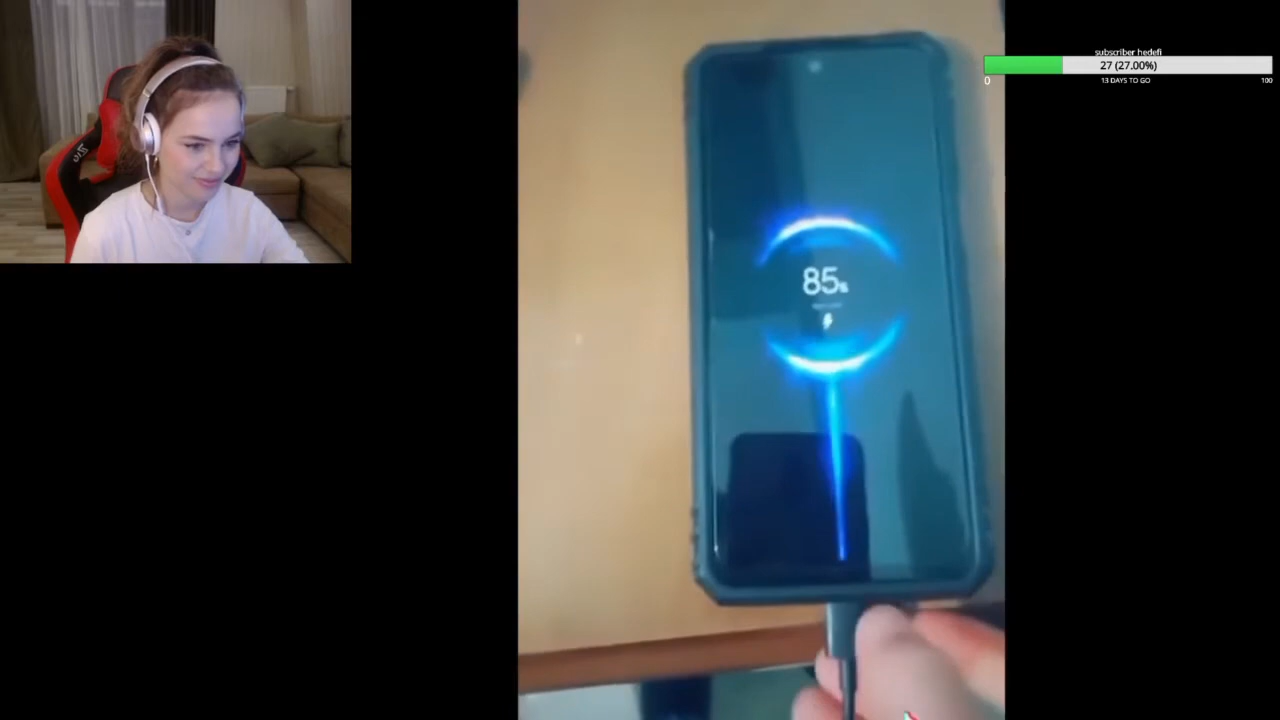 subscriber hedefi
27 (27.00%)
0
13 DAYS TO GO
100
85%